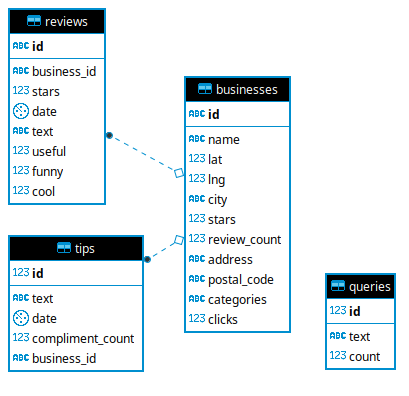 reviews
ABC id
ABC business_id
123 stars
date
ABC text
123 useful
123 funny
123 cool
businesses
ABC id
ABC name
123 lat
123 lng
ABC city
123 stars
123 review_count
ABC address
ABC postal_code
ABC categories
123 clicks
tips
123 id
ABC text
date
123 compliment_count
ABC business_id
queries
123 id
ABC text
123 count